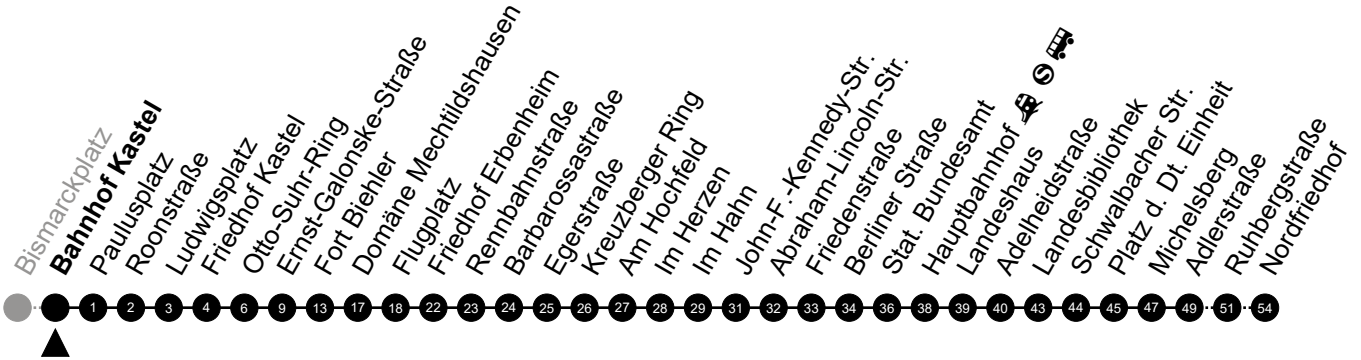 Bismarckplatz
Bahnhof Kastel
Paulusplatz
Roonstraße
Ludwigsplatz
Friedhof Kastel
Otto-Suhr-Ring
Ernst-Galonske-Straße
Fort Biehler
Domäne Mechtildshausen
Flugplatz
Friedhof Erbenheim
Rennbahnstraße
Barbarossastraße
Egerstraße
Kreuzberger Ring
Am Hochfeld
Im Herzen
Im Hahn
John-F.-Kennedy-Str.
Abraham-Lincoln-Str.
Friedenstraße
Berliner Straße
Stat. Bundesamt
Hauptbahnhof S
Landeshaus
Adelheidstraße
Landesbibliothek
Schwalbacher Str.
Platz d. Dt. Einheit
Michelsberg
Adlerstraße
Ruhbergstraße
Nordfriedhof
1 2 3 4 6 9 13 17 18 22 23 24 25 26 27 28 29 31 32 33 34 36 38 39 40 43 44 45 47 49 51 54